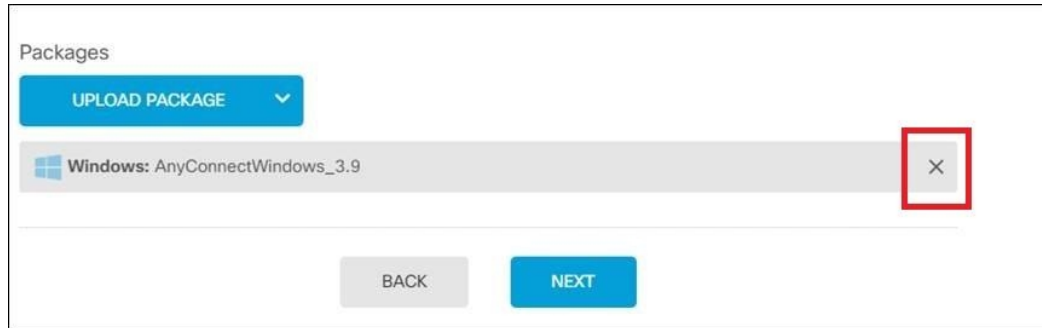 Packages
UPLOAD PACKAGE
Windows: AnyConnectWindows_3.9
BACK
NEXT